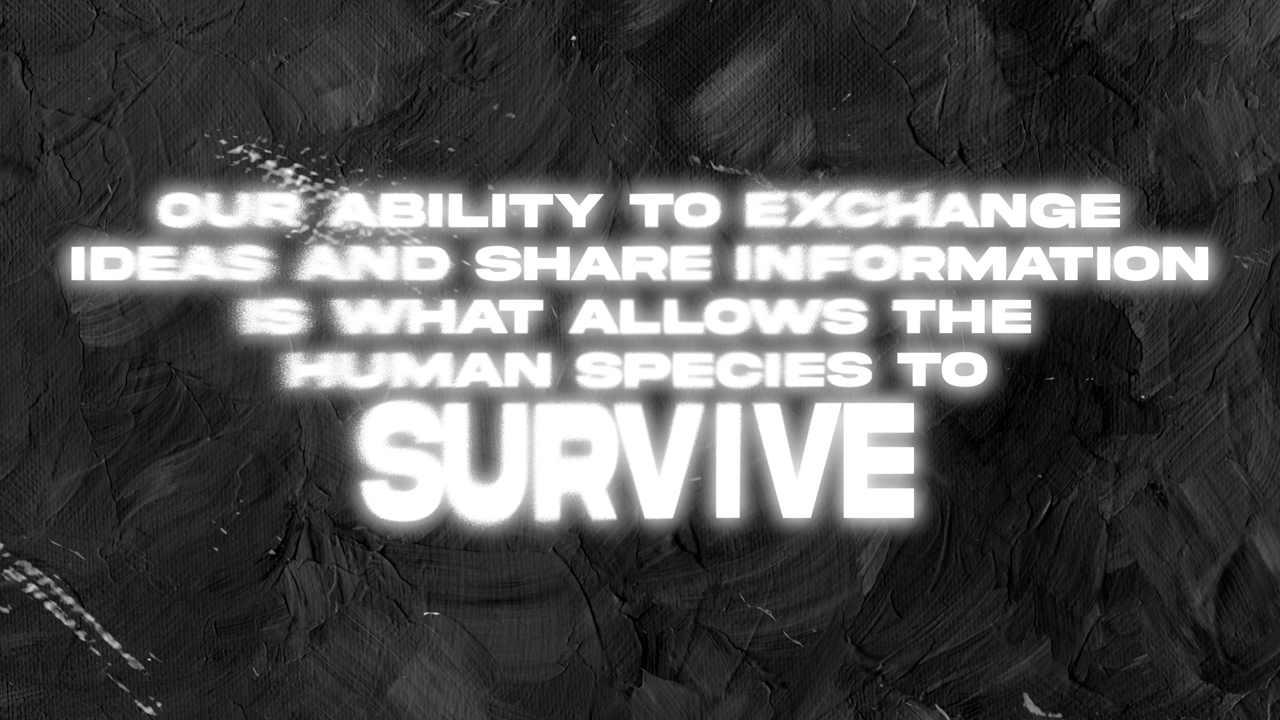 OUR ABILITY TO EXCHANGE
IDEAS AND SHARE INFORMATION
IS WHAT ALLOWS THE
HUMAN SPECIES TO
SURVIVE